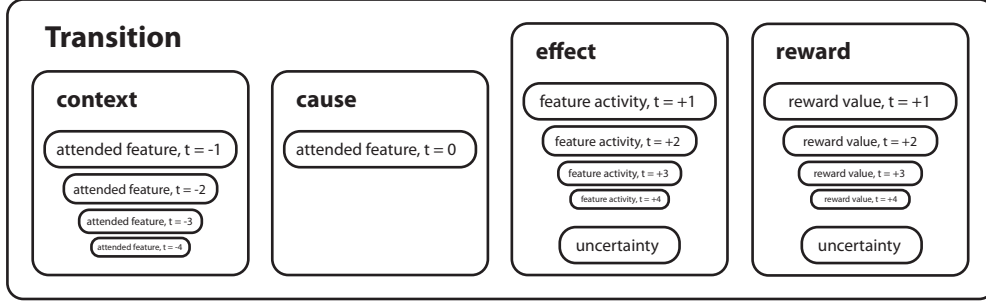 Transition
context
attended feature, t = -1
attended feature, t = -2
attended feature, t = -3
attended feature, t = -4
cause
attended feature, t = 0
effect
feature activity, t = +1
feature activity, t = +2
feature activity, t = +3
feature activity, t = +4
uncertainty
reward
reward value, t = +1
reward value, t = +2
reward value, t = +3
reward value, t = +4
uncertainty